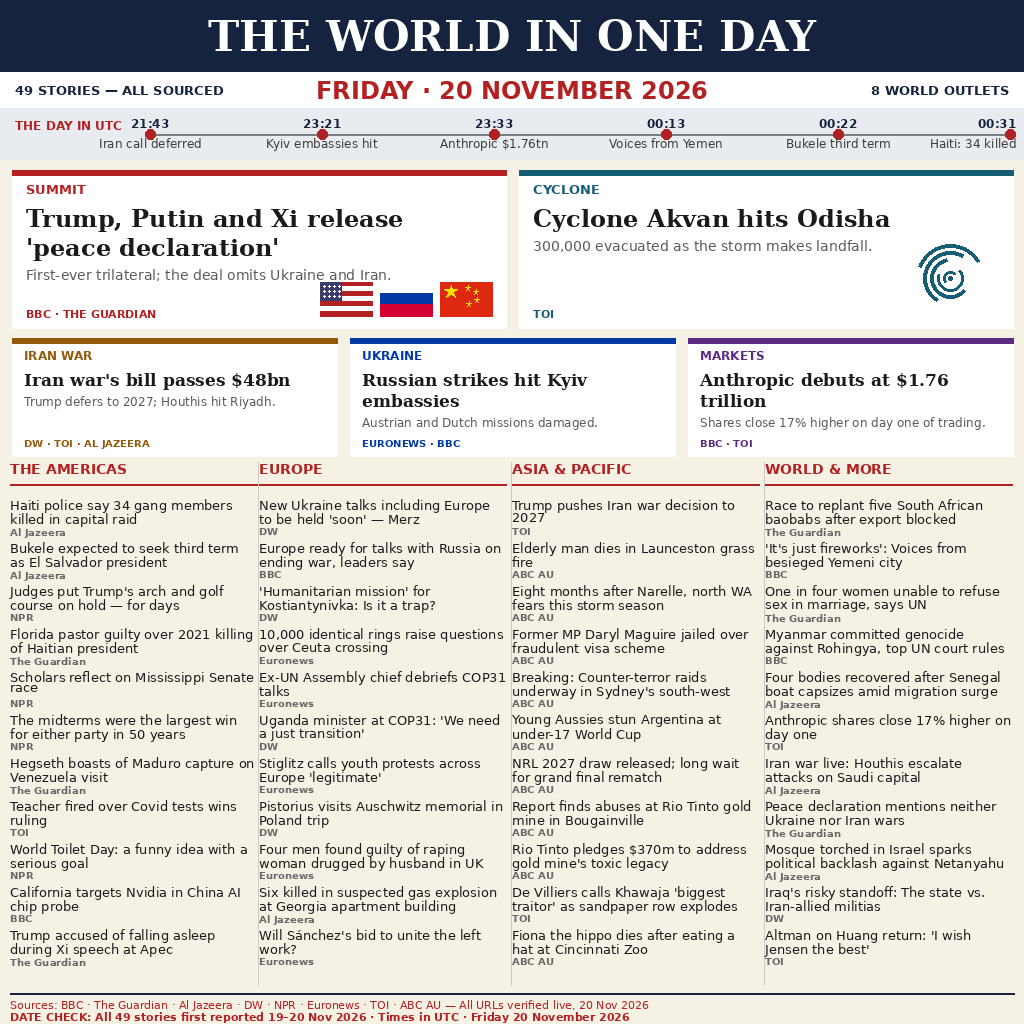 THE WORLD IN ONE DAY
49 STORIES — ALL SOURCED
FRIDAY · 20 NOVEMBER 2026
8 WORLD OUTLETS
THE DAY IN UTC
21:43
Iran call deferred
23:21
Kyiv embassies hit
23:33
Anthropic $1.76tn
00:13
Voices from Yemen
00:22
Bukele third term
00:31
Haiti: 34 killed
SUMMIT
Trump, Putin and Xi release
'peace declaration'
First-ever trilateral; the deal omits Ukraine and Iran.
BBC · THE GUARDIAN
CYCLONE
Cyclone Akvan hits Odisha
300,000 evacuated as the storm makes landfall.
TOI
IRAN WAR
Iran war's bill passes $48bn
Trump defers to 2027; Houthis hit Riyadh.
DW · TOI · AL JAZEERA
UKRAINE
Russian strikes hit Kyiv
embassies
Austrian and Dutch missions damaged.
EURONEWS · BBC
MARKETS
Anthropic debuts at $1.76
trillion
Shares close 17% higher on day one of trading.
BBC · TOI
THE AMERICAS
Haiti police say 34 gang members
killed in capital raid
Al Jazeera
Bukele expected to seek third term
as El Salvador president
Al Jazeera
Judges put Trump's arch and golf
course on hold — for days
NPR
Florida pastor guilty over 2021 killing
of Haitian president
The Guardian
Scholars reflect on Mississippi Senate
race
NPR
The midterms were the largest win
for either party in 50 years
NPR
Hegseth boasts of Maduro capture on
Venezuela visit
The Guardian
Teacher fired over Covid tests wins
ruling
TOI
World Toilet Day: a funny idea with a
serious goal
NPR
California targets Nvidia in China AI
chip probe
BBC
Trump accused of falling asleep
during Xi speech at Apec
The Guardian
EUROPE
New Ukraine talks including Europe
to be held 'soon' — Merz
DW
Europe ready for talks with Russia on
ending war, leaders say
BBC
'Humanitarian mission' for
Kostiantynivka: Is it a trap?
DW
10,000 identical rings raise questions
over Ceuta crossing
Euronews
Ex-UN Assembly chief debriefs COP31
talks
Euronews
Uganda minister at COP31: 'We need
a just transition'
DW
Stiglitz calls youth protests across
Europe 'legitimate'
Euronews
Pistorius visits Auschwitz memorial in
Poland trip
DW
Four men found guilty of raping
woman drugged by husband in UK
Euronews
Six killed in suspected gas explosion
at Georgia apartment building
Al Jazeera
Will Sánchez's bid to unite the left
work?
Euronews
ASIA & PACIFIC
Trump pushes Iran war decision to
2027
TOI
Elderly man dies in Launceston grass
fire
ABC AU
Eight months after Narelle, north WA
fears this storm season
ABC AU
Former MP Daryl Maguire jailed over
fraudulent visa scheme
ABC AU
Breaking: Counter-terror raids
underway in Sydney's south-west
ABC AU
Young Aussies stun Argentina at
under-17 World Cup
ABC AU
NRL 2027 draw released; long wait
for grand final rematch
ABC AU
Report finds abuses at Rio Tinto gold
mine in Bougainville
ABC AU
Rio Tinto pledges $370m to address
gold mine's toxic legacy
ABC AU
De Villiers calls Khawaja 'biggest
traitor' as sandpaper row explodes
TOI
Fiona the hippo dies after eating a
hat at Cincinnati Zoo
ABC AU
WORLD & MORE
Race to replant five South African
baobabs after export blocked
The Guardian
'It's just fireworks': Voices from
besieged Yemeni city
BBC
One in four women unable to refuse
sex in marriage, says UN
The Guardian
Myanmar committed genocide
against Rohingya, top UN court rules
BBC
Four bodies recovered after Senegal
boat capsizes amid migration surge
Al Jazeera
Anthropic shares close 17% higher on
day one
TOI
Iran war live: Houthis escalate
attacks on Saudi capital
Al Jazeera
Peace declaration mentions neither
Ukraine nor Iran wars
The Guardian
Mosque torched in Israel sparks
political backlash against Netanyahu
Al Jazeera
Iraq's risky standoff: The state vs.
Iran-allied militias
DW
Altman on Huang return: 'I wish
Jensen the best'
TOI
Sources: BBC · The Guardian · Al Jazeera · DW · NPR · Euronews · TOI · ABC AU — All URLs verified live, 20 Nov 2026
DATE CHECK: All 49 stories first reported 19–20 Nov 2026 · Times in UTC · Friday 20 November 2026